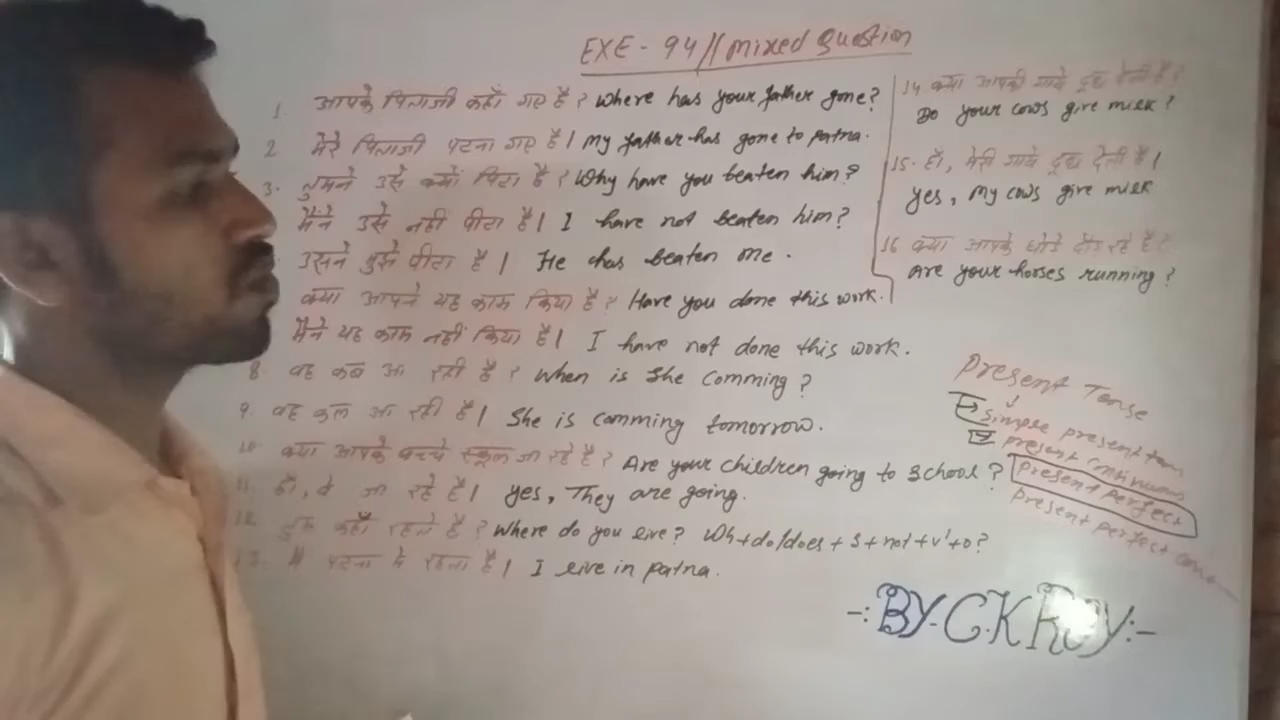 EXE - 94 // Mixed Question
1. आपके पिताजी कहाँ गए है ? Where has your father gone?
2 मेरे पिताजी पटना गए है। My father has gone to patna.
3. तुमने उसे क्यों पिटा है ? Why have you beaten him?
मैंने उसे नहीं पीटा है। I have not beaten him?
उसने मुझे पीटा है। He has beaten me.
क्या आपने यह काम किया है? Have you done this work.
मैंने यह काम नहीं किया है। I have not done this work.
8. वह कब आ रही है ? When is She Comming ?
9. वह कल आ रही है। She is comming tomorrow.
10. क्या आपके बच्चे स्कूल जा रहे है? Are your children going to School ?
11. हाँ, वे जा रहे है। yes, They are going.
12. तुम कहाँ रहते है ? Where do you live? Wh+do/does + S + not + v¹+o?
13. मैं पटना मे रहता है। I live in patna.
14 क्या आपकी गाये दूध देती है?
Do your cows give milk ?
15. हाँ, मेरी गाये दूध देती है।
yes, my cows give milk
16 क्या आपके घोडे दौड रहे है?
Are your horses running ?
Present Tense
simple present
present continuous
Present perfect
present perfect
-: BY. C.K ROY :-